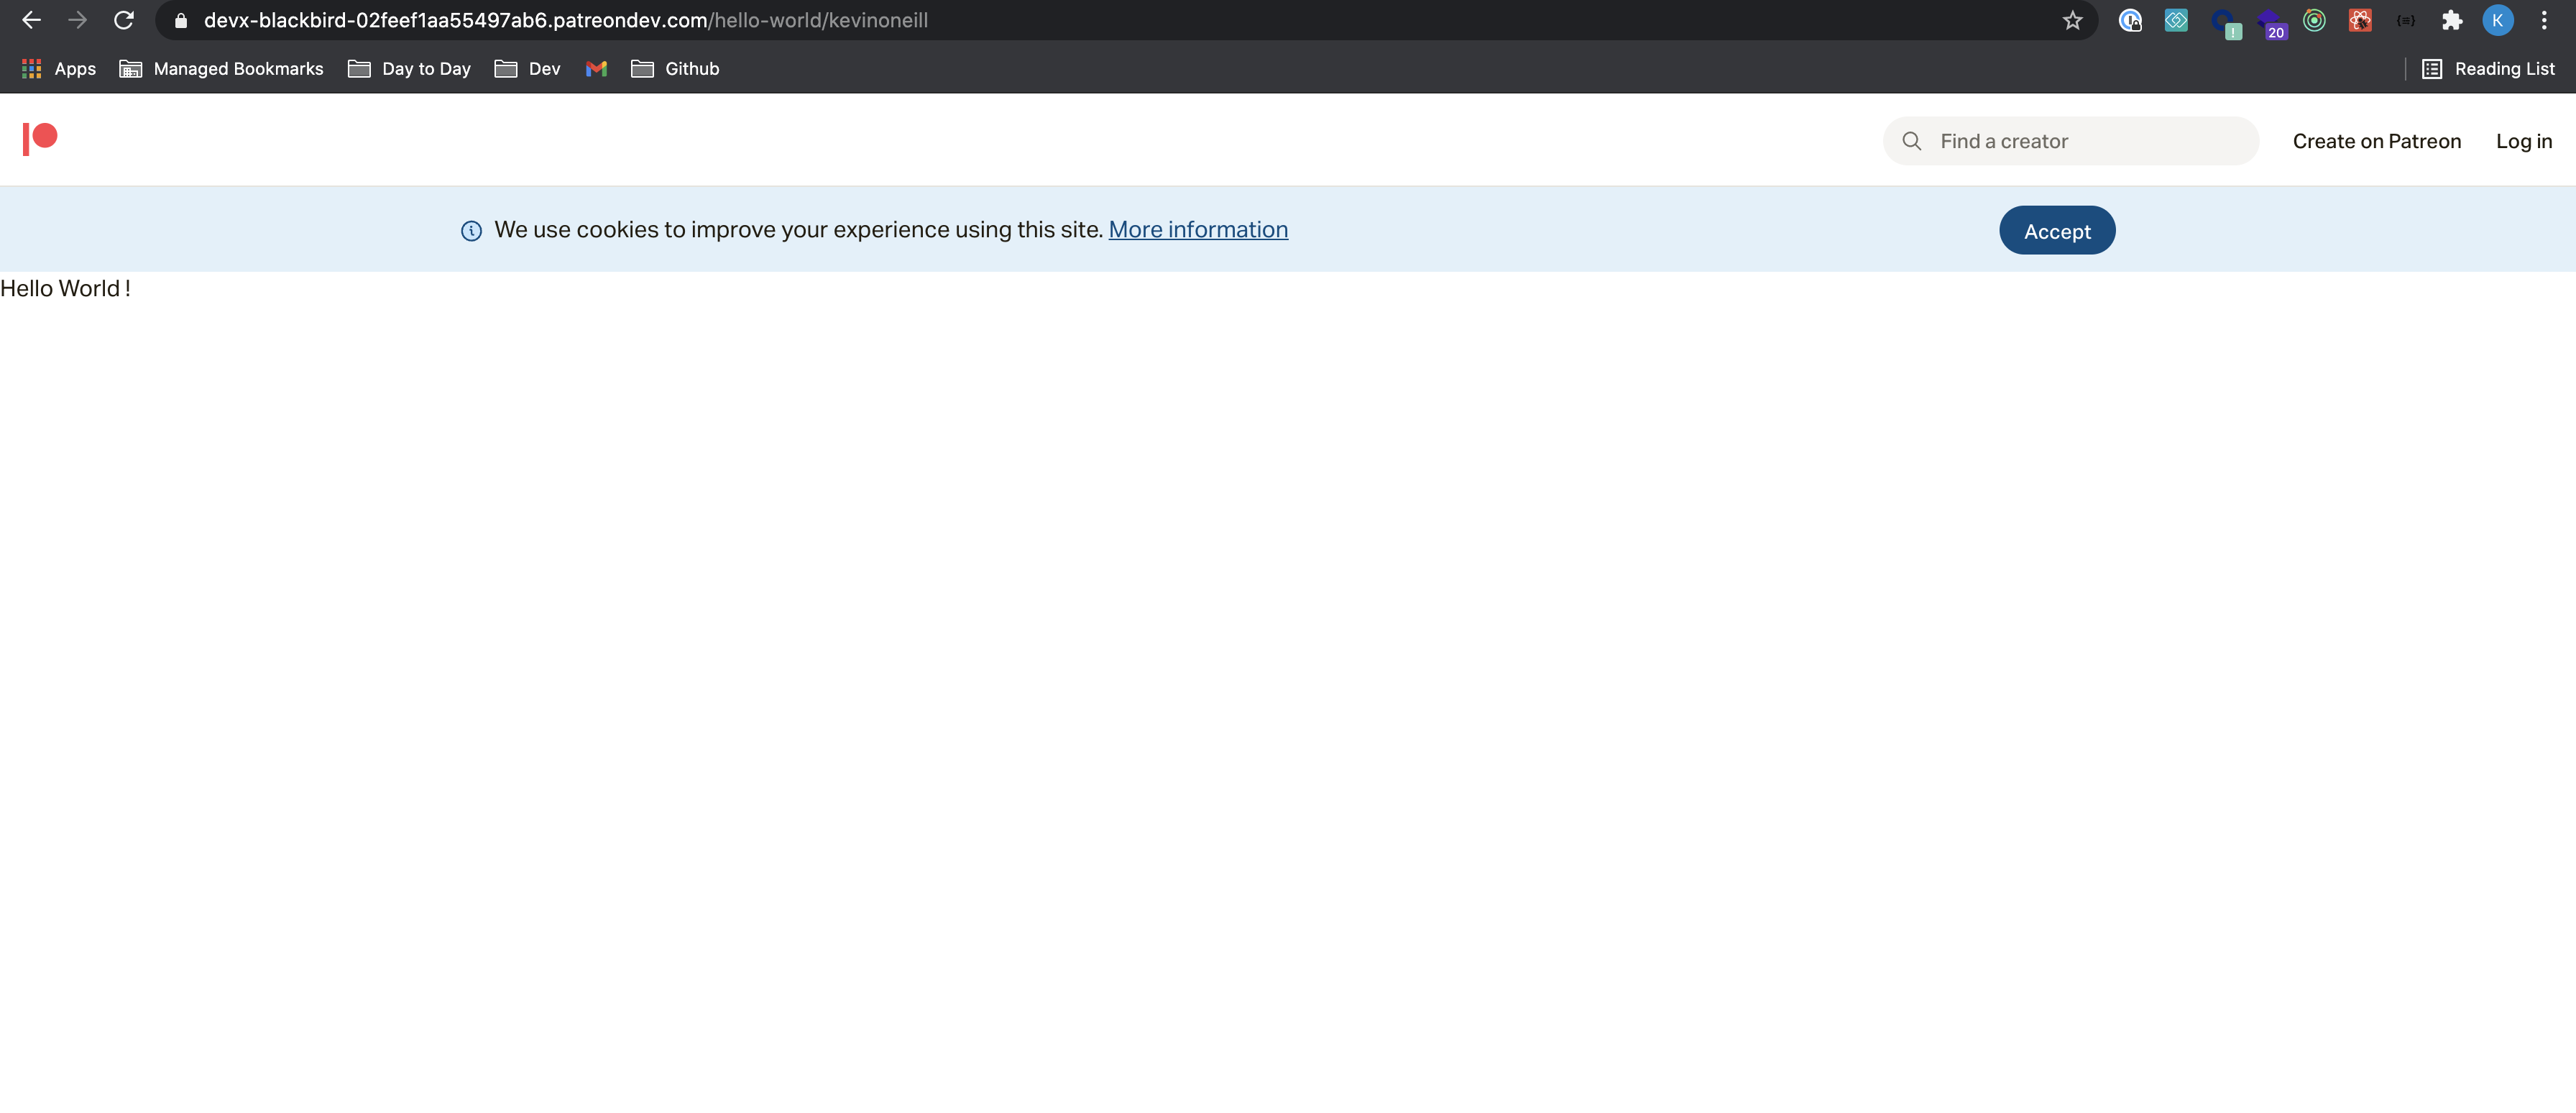 devx-blackbird-02feef1aa55497ab6.patreondev.com/hello-world/kevinoneill
! 20 {≡} K
Apps Managed Bookmarks Day to Day Dev Github Reading List
Find a creator Create on Patreon Log in
We use cookies to improve your experience using this site. More information Accept
Hello World !